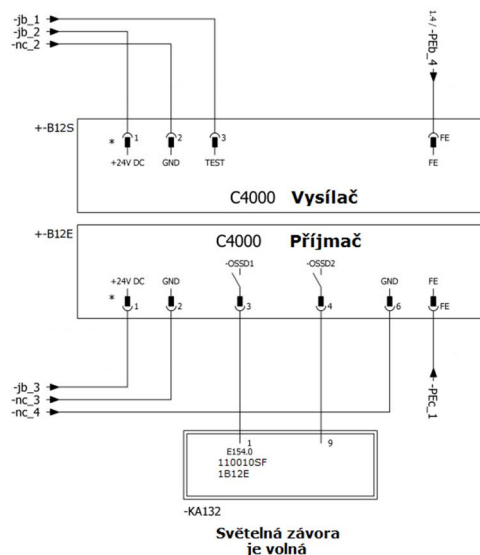 -jb_1
-jb_2
-nc_2
1.4 / -PEb_4
+-B12S
* 1 2 3 FE
+24V DC GND TEST FE
C4000 Vysílač
+-B12E
C4000 Příjmač
-OSSD1 -OSSD2
+24V DC GND GND FE
* 1 2 3 4 6 FE
-jb_3
-nc_3
-nc_4
-PEc_1
1 9
E154.0
110010SF
1B12E
-KA132
Světelná závora
je volná